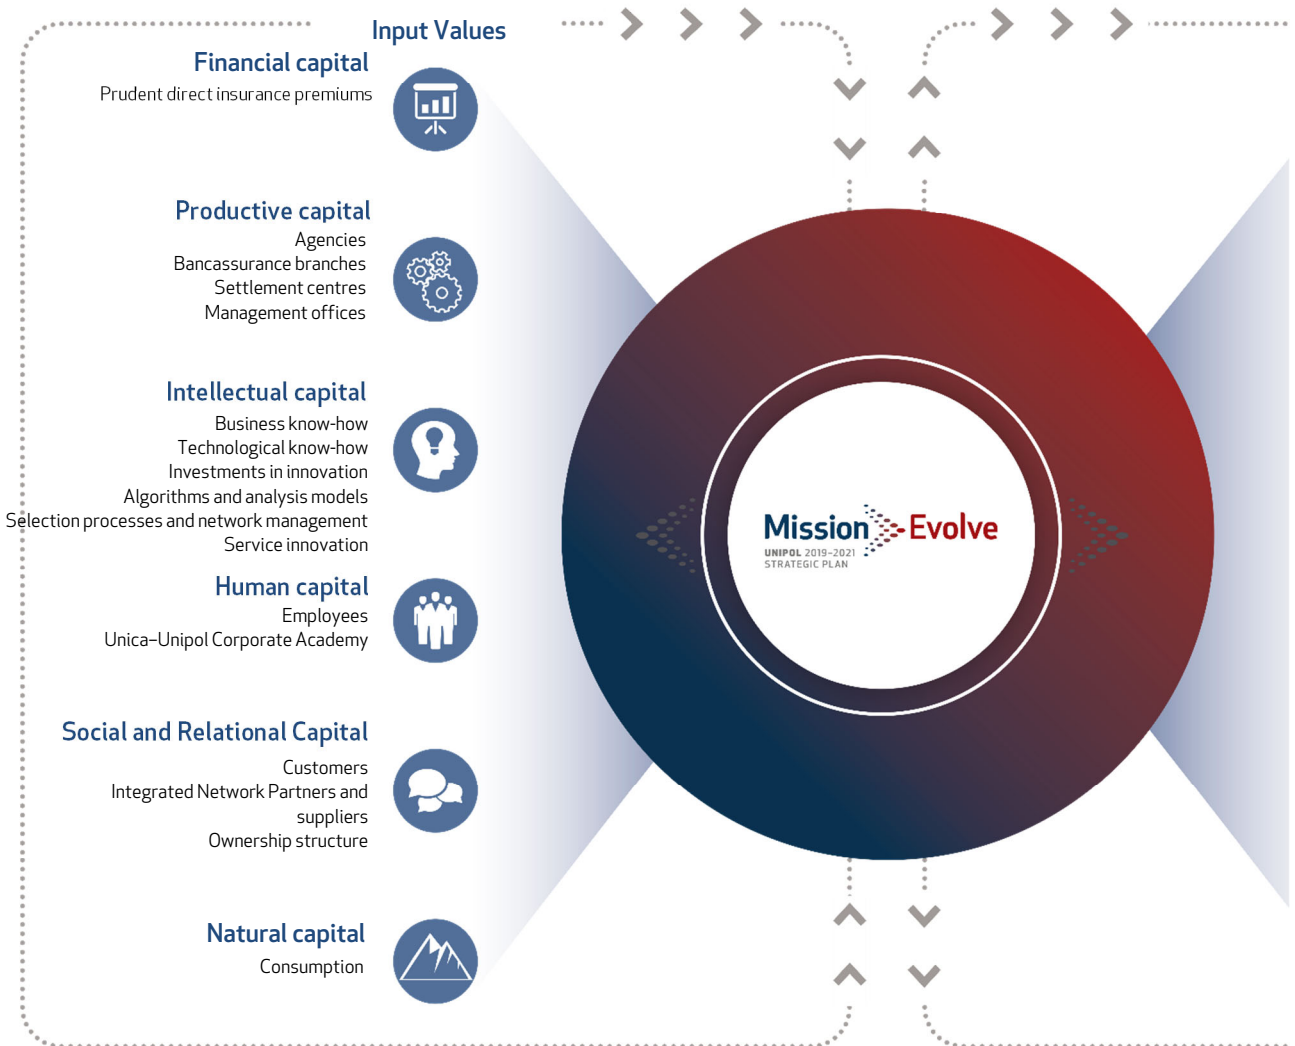 Input Values
Financial capital
Prudent direct insurance premiums
Productive capital
Agencies
Bancassurance branches
Settlement centres
Management offices
Intellectual capital
Business know-how
Technological know-how
Investments in innovation
Algorithms and analysis models
Selection processes and network management
Service innovation
Human capital
Employees
Unica–Unipol Corporate Academy
Social and Relational Capital
Customers
Integrated Network Partners and
suppliers
Ownership structure
Natural capital
Consumption
Mission Evolve
UNIPOL 2019–2021
STRATEGIC PLAN